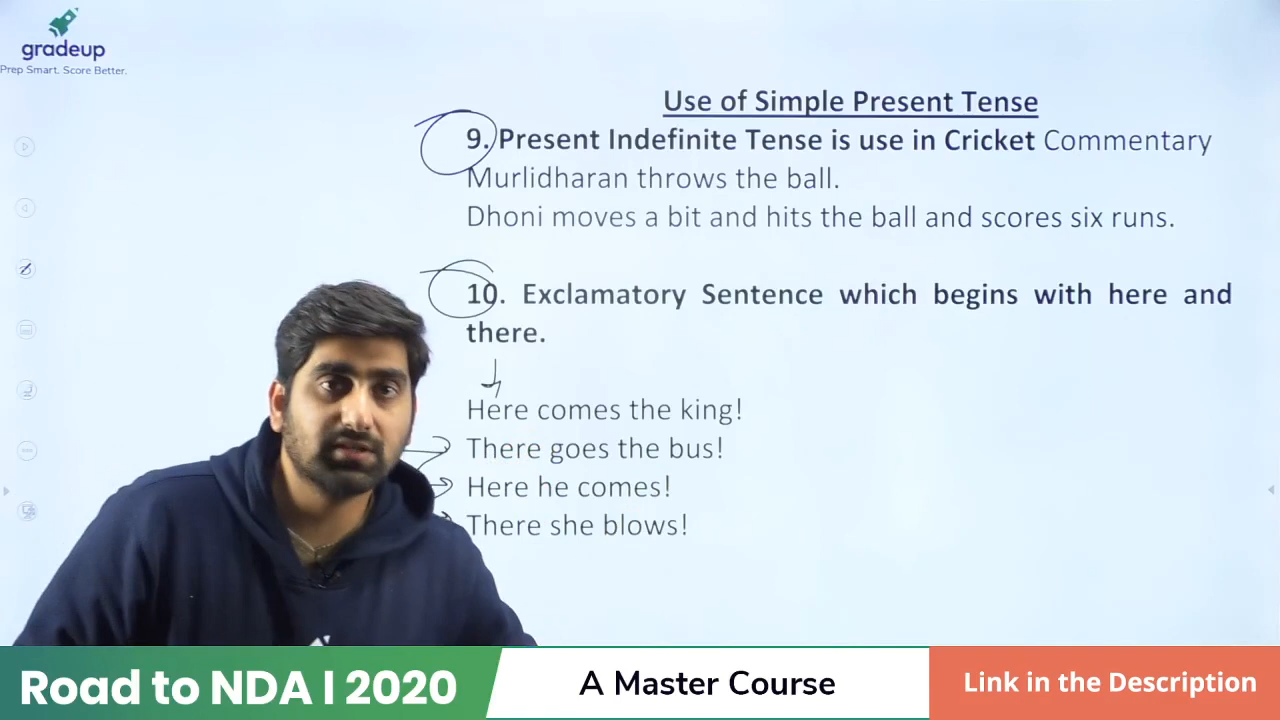 gradeup
Prep Smart. Score Better.
Use of Simple Present Tense
9. Present Indefinite Tense is use in Cricket Commentary
Murlidharan throws the ball.
Dhoni moves a bit and hits the ball and scores six runs.
10. Exclamatory Sentence which begins with here and
there.
Here comes the king!
There goes the bus!
Here he comes!
There she blows!
Road to NDA | 2020
A Master Course
Link in the Description